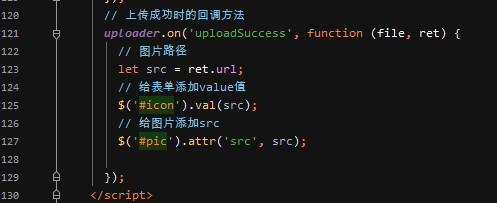 120 // 上传成功时的回调方法
121 uploader.on('uploadSuccess', function (file, ret) {
122 // 图片路径
123 let src = ret.url;
124 // 给表单添加value值
125 $('#icon').val(src);
126 // 给图片添加src
127 $('#pic').attr('src', src);
128
129 });
130 </script>